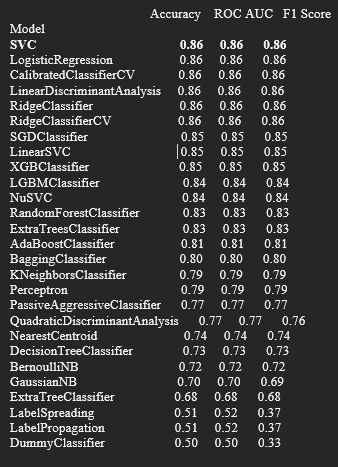 Accuracy ROC AUC F1 Score
Model
SVC 0.86 0.86 0.86
LogisticRegression 0.86 0.86 0.86
CalibratedClassifierCV 0.86 0.86 0.86
LinearDiscriminantAnalysis 0.86 0.86 0.86
RidgeClassifier 0.86 0.86 0.86
RidgeClassifierCV 0.86 0.86 0.86
SGDClassifier 0.85 0.85 0.85
LinearSVC 0.85 0.85 0.85
XGBClassifier 0.85 0.85 0.85
LGBMClassifier 0.84 0.84 0.84
NuSVC 0.84 0.84 0.84
RandomForestClassifier 0.83 0.83 0.83
ExtraTreesClassifier 0.83 0.83 0.83
AdaBoostClassifier 0.81 0.81 0.81
BaggingClassifier 0.80 0.80 0.80
KNeighborsClassifier 0.79 0.79 0.79
Perceptron 0.79 0.79 0.79
PassiveAggressiveClassifier 0.77 0.77 0.77
QuadraticDiscriminantAnalysis 0.77 0.77 0.76
NearestCentroid 0.74 0.74 0.74
DecisionTreeClassifier 0.73 0.73 0.73
BernoulliNB 0.72 0.72 0.72
GaussianNB 0.70 0.70 0.69
ExtraTreeClassifier 0.68 0.68 0.68
LabelSpreading 0.51 0.52 0.37
LabelPropagation 0.51 0.52 0.37
DummyClassifier 0.50 0.50 0.33